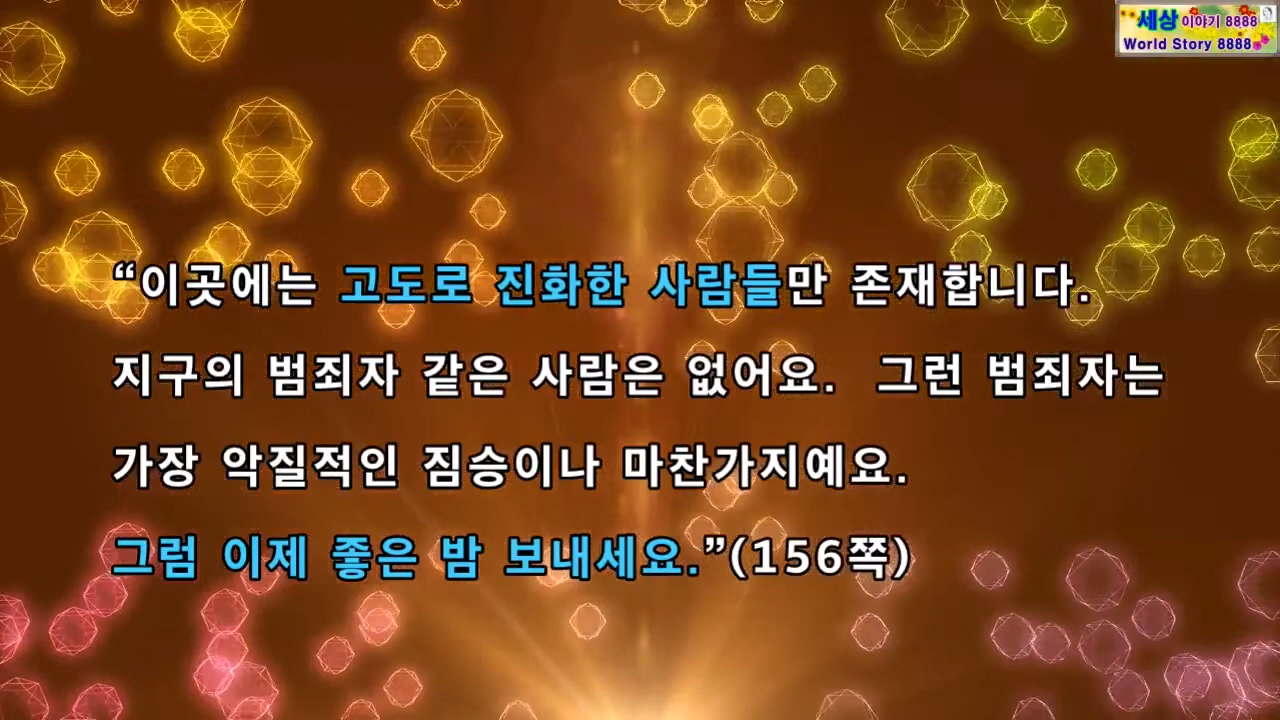 세상이야기 8888
World Story 8888
“이곳에는 고도로 진화한 사람들만 존재합니다.
지구의 범죄자 같은 사람은 없어요. 그런 범죄자는
가장 악질적인 짐승이나 마찬가지예요.
그럼 이제 좋은 밤 보내세요.”(156쪽)